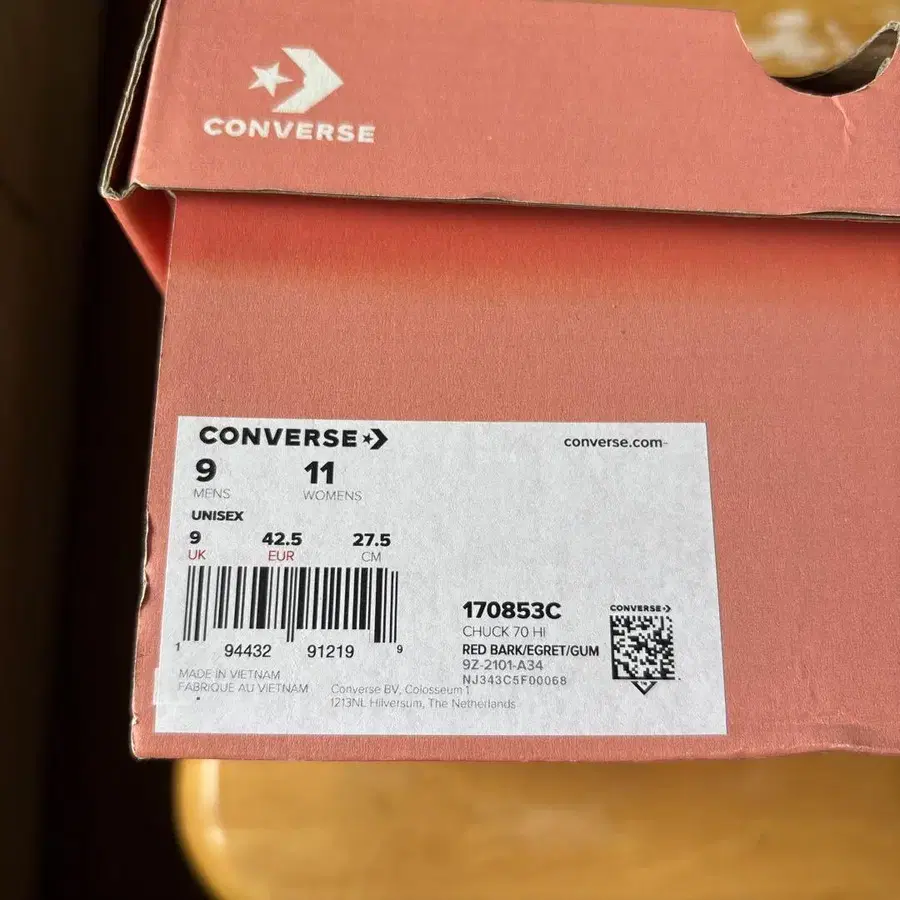 CONVERSE
CONVERSE
converse.com
9 11
MENS WOMENS
UNISEX
9 42.5 27.5
UK EUR CM
1 94432 91219 9
MADE IN VIETNAM
FABRIQUE AU VIETNAM
Converse BV, Colosseum 1
1213NL Hilversum, The Netherlands
170853C
CHUCK 70 HI
RED BARK/EGRET/GUM
9Z-2101-A34
NJ343C5F00068
CONVERSE